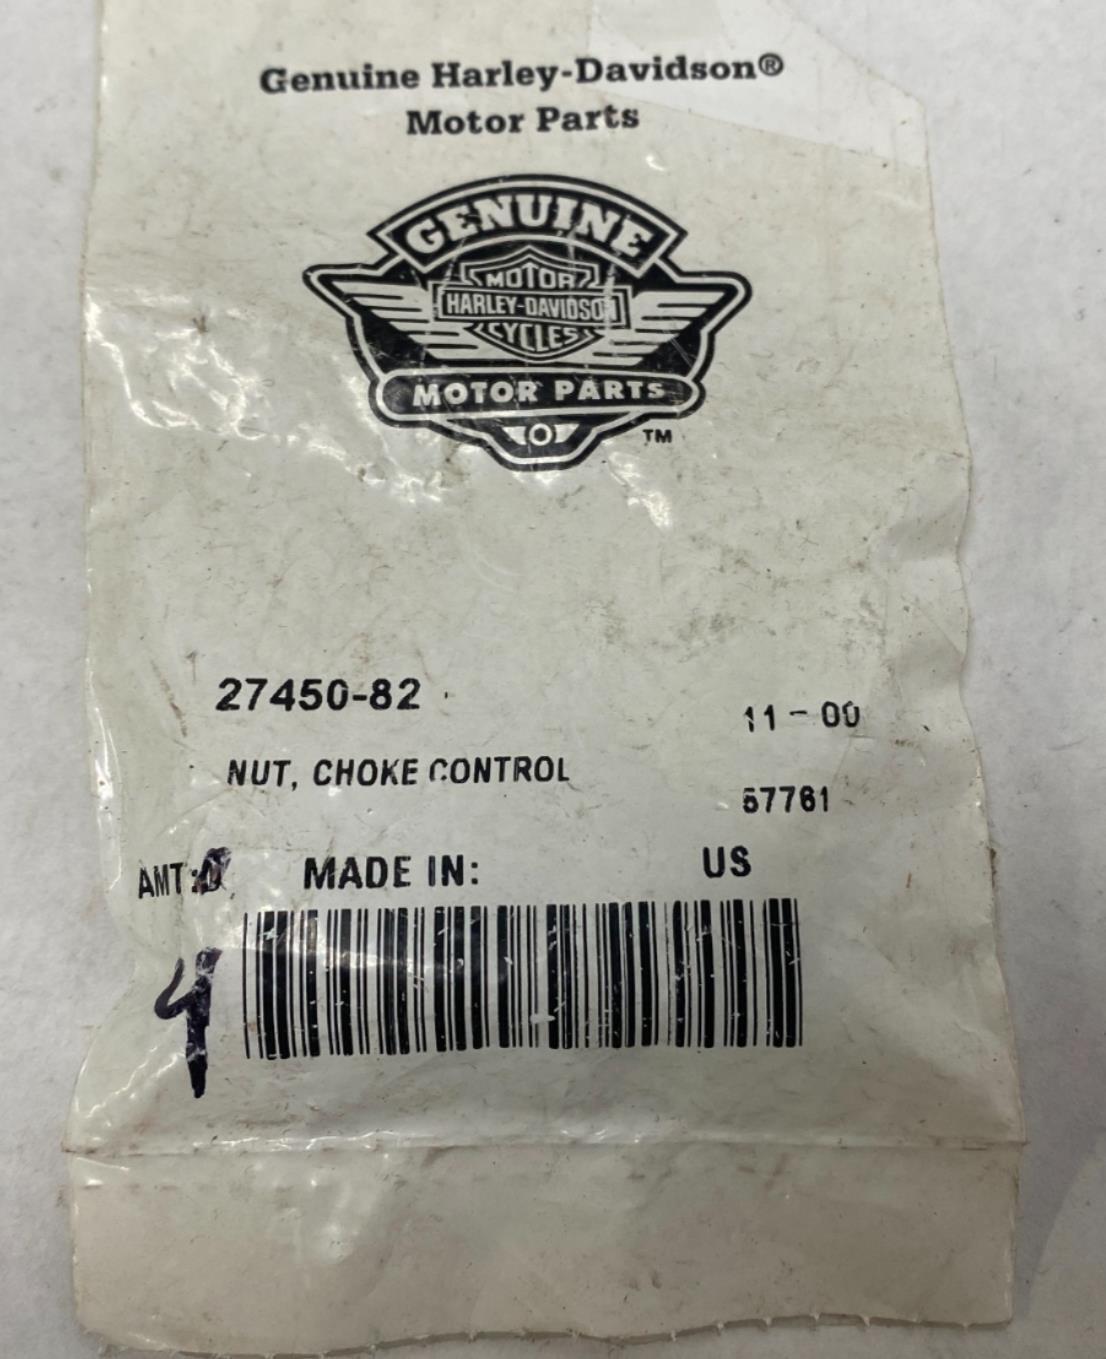 Genuine Harley-Davidson®
Motor Parts
GENUINE
MOTOR
HARLEY-DAVIDSON
CYCLES
MOTOR PARTS
TM
27450-82
11-00
NUT, CHOKE CONTROL
57761
AMT:
MADE IN:
US
4